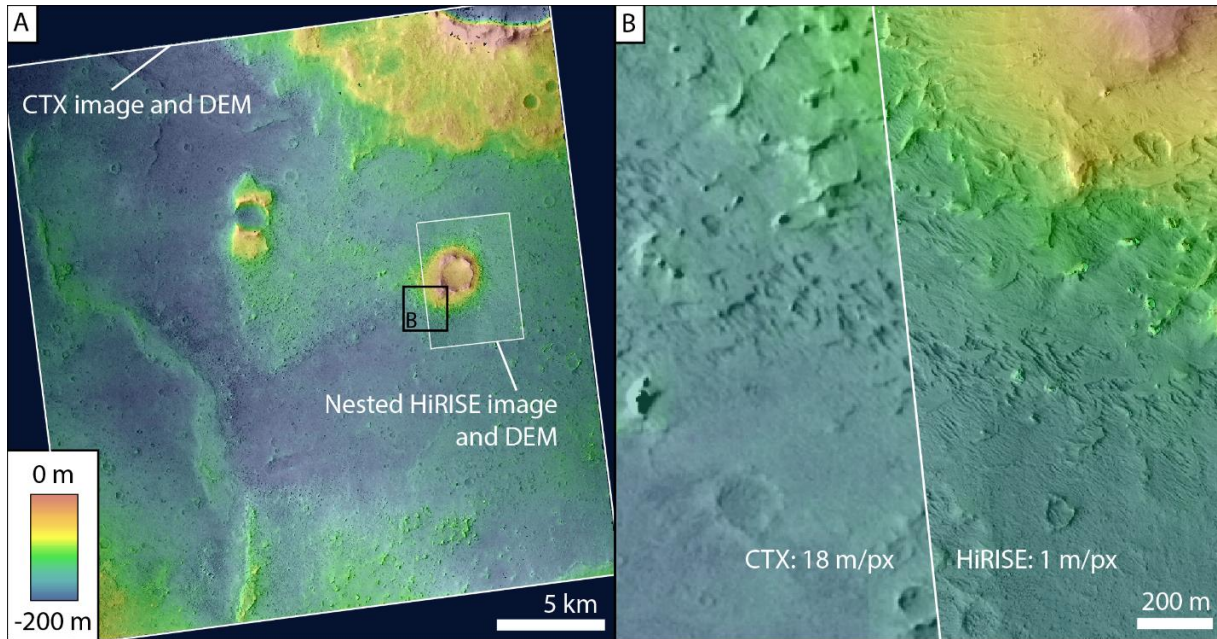 A
CTX image and DEM
B
Nested HiRISE image
and DEM
0 m
-200 m
5 km
B
CTX: 18 m/px
HiRISE: 1 m/px
200 m